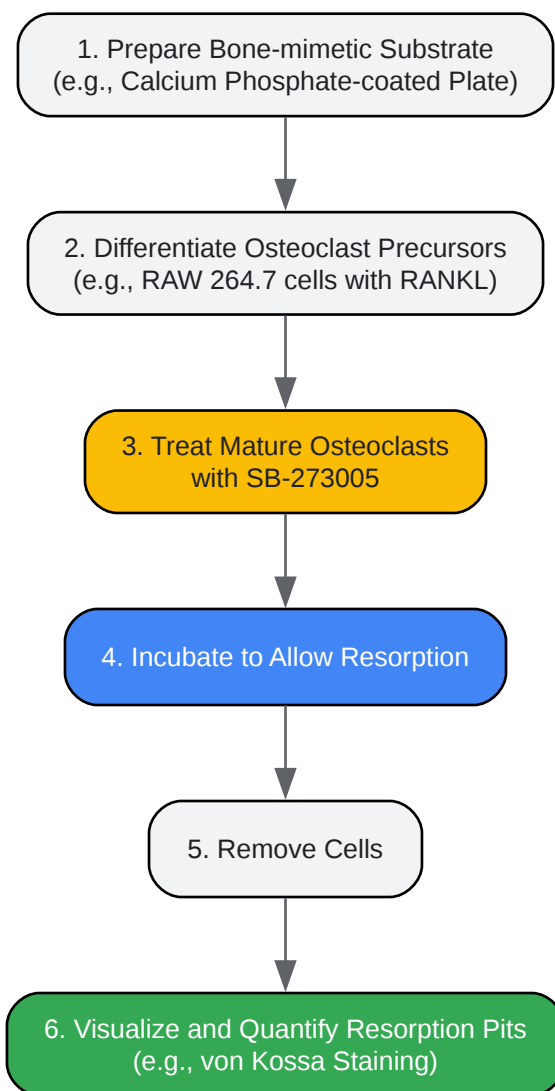 1. Prepare Bone-mimetic Substrate
(e.g., Calcium Phosphate-coated Plate)
2. Differentiate Osteoclast Precursors
(e.g., RAW 264.7 cells with RANKL)
3. Treat Mature Osteoclasts
with SB-273005
4. Incubate to Allow Resorption
5. Remove Cells
6. Visualize and Quantify Resorption Pits
(e.g., von Kossa Staining)